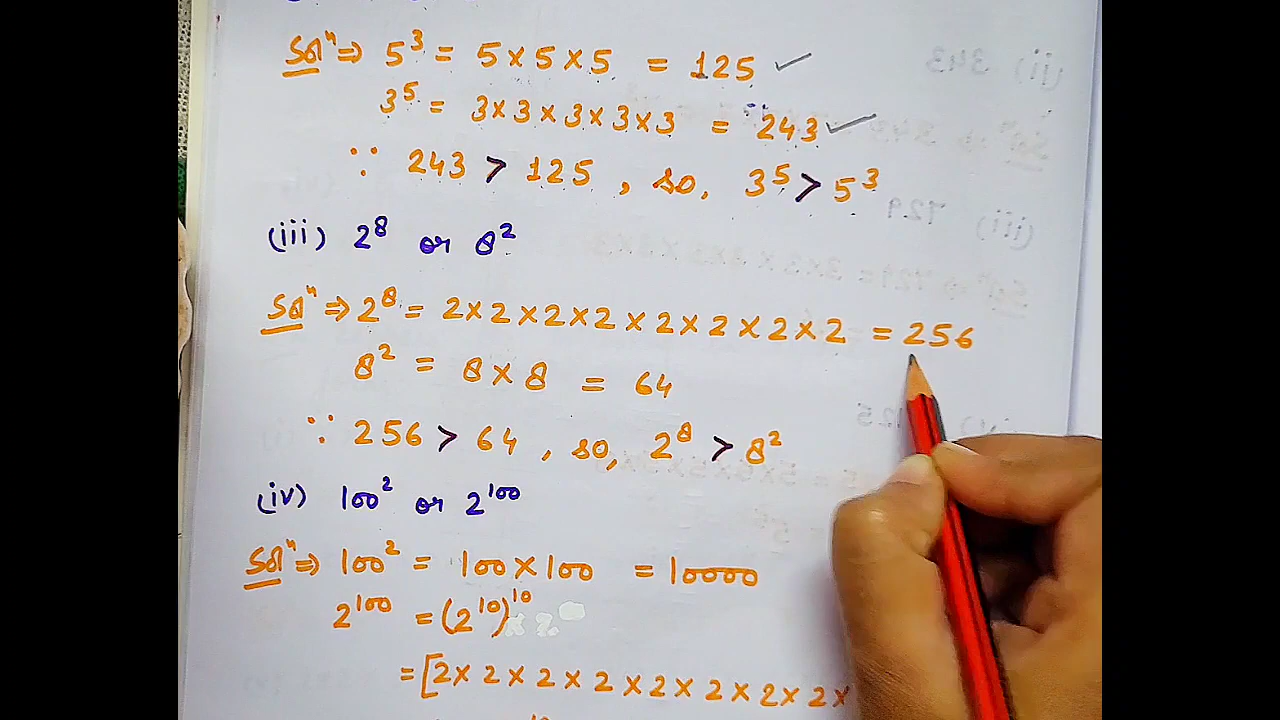 Solⁿ ⇒ 5³ = 5 × 5 × 5 = 125 ✓
3⁵ = 3 × 3 × 3 × 3 × 3 = 243 ✓
∵ 243 > 125 , so, 3⁵ > 5³
(iii) 2⁸ or 8²
Solⁿ ⇒ 2⁸ = 2 × 2 × 2 × 2 × 2 × 2 × 2 × 2 = 256
8² = 8 × 8 = 64
∵ 256 > 64 , so, 2⁸ > 8²
(iv) 100² or 2¹⁰⁰
Solⁿ ⇒ 100² = 100 × 100 = 10000
2¹⁰⁰ = (2¹⁰)¹⁰
= [2 × 2 × 2 × 2 × 2 × 2 × 2 × 2 ×